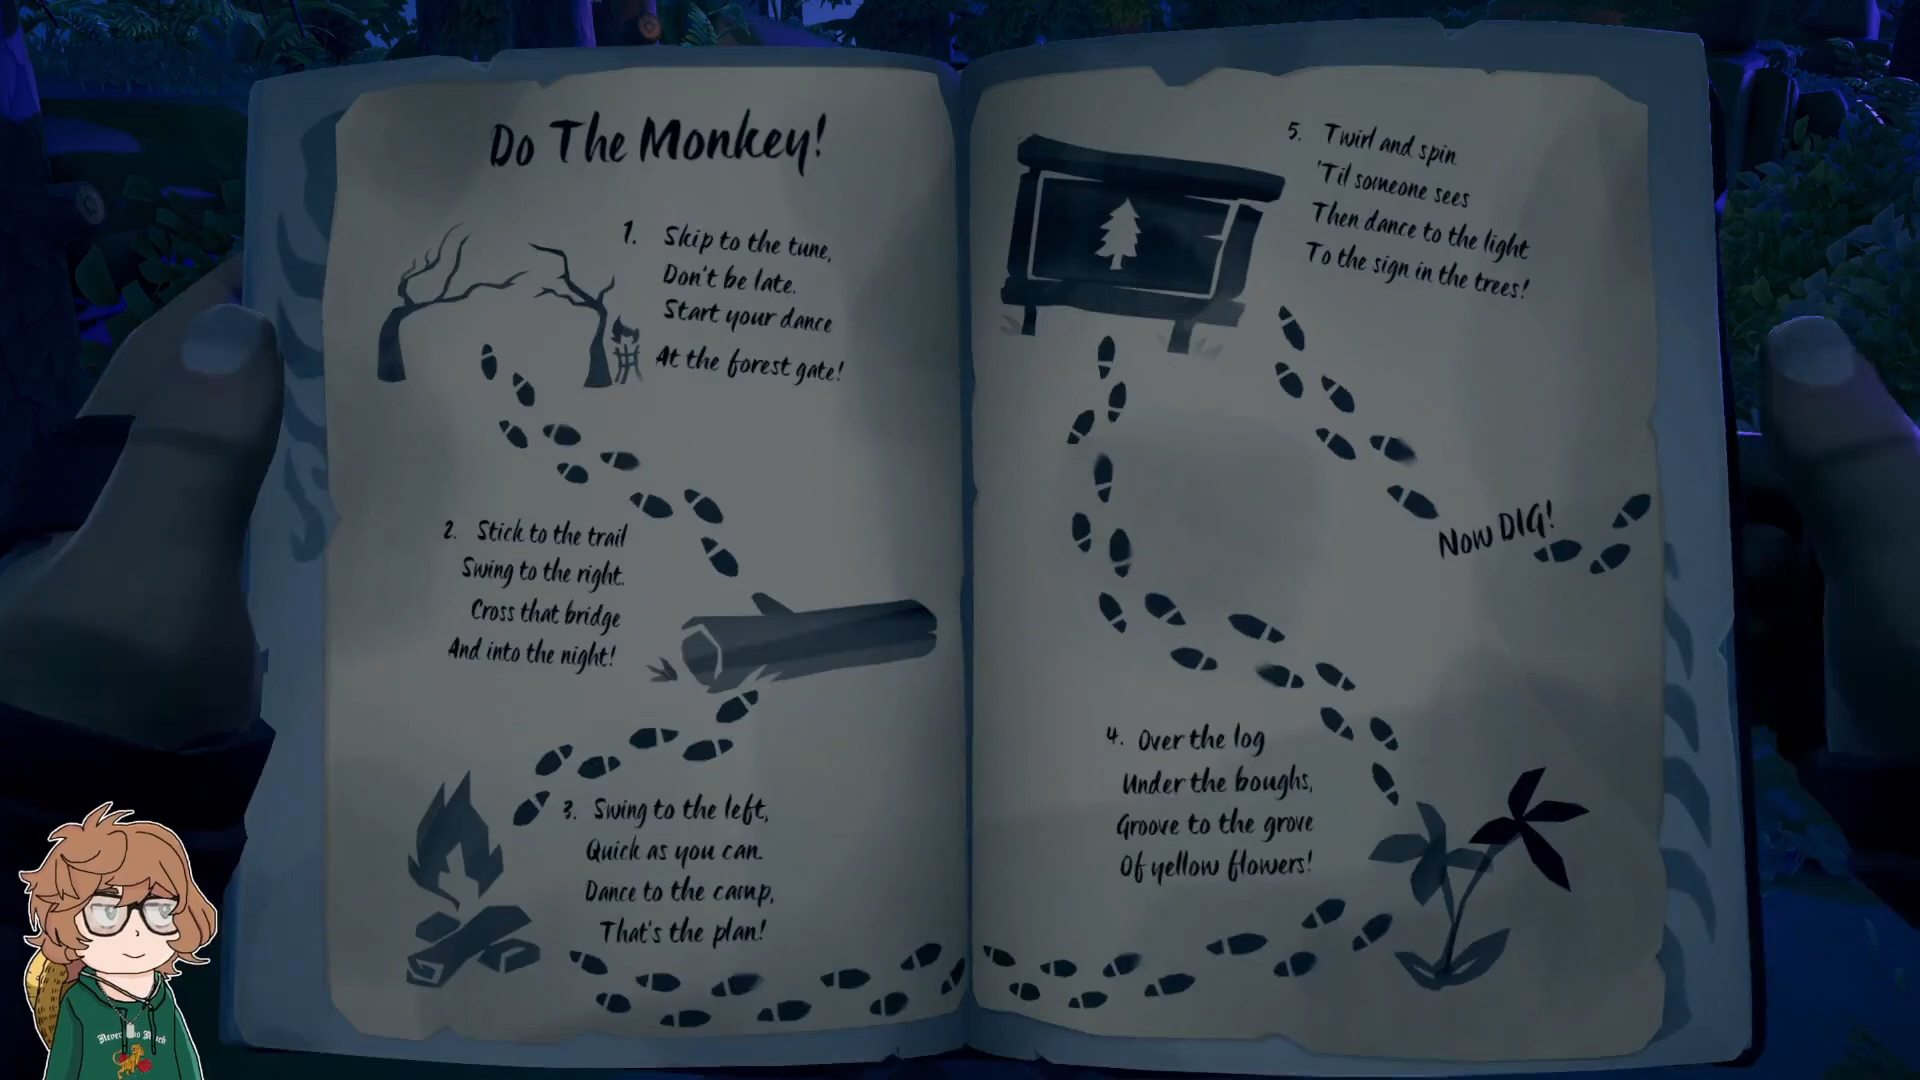 Do The Monkey!
1. Skip to the tune,
Don't be late.
Start your dance
At the forest gate!
2. Stick to the trail
Swing to the right.
Cross that bridge
And into the night!
3. Swing to the left,
Quick as you can.
Dance to the camp,
That's the plan!
4. Over the log
Under the boughs,
Groove to the grove
Of yellow flowers!
5. Twirl and spin
'Til someone sees
Then dance to the light
To the sign in the trees!
Now DIG!